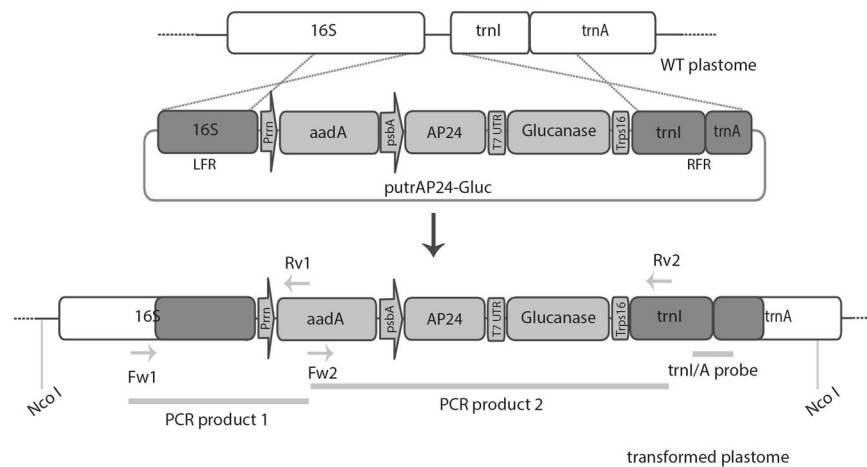 16S trnI trnA
WT plastome
16S Prrn aadA psbA AP24 T7 UTR Glucanase Trps16 trnI trnA
LFR RFR
putrAP24-Gluc
Rv1 Rv2
16S Prrn aadA psbA AP24 T7 UTR Glucanase Trps16 trnI trnA
Fw1 Fw2 trnI/A probe
Nco I Nco I
PCR product 1 PCR product 2
transformed plastome